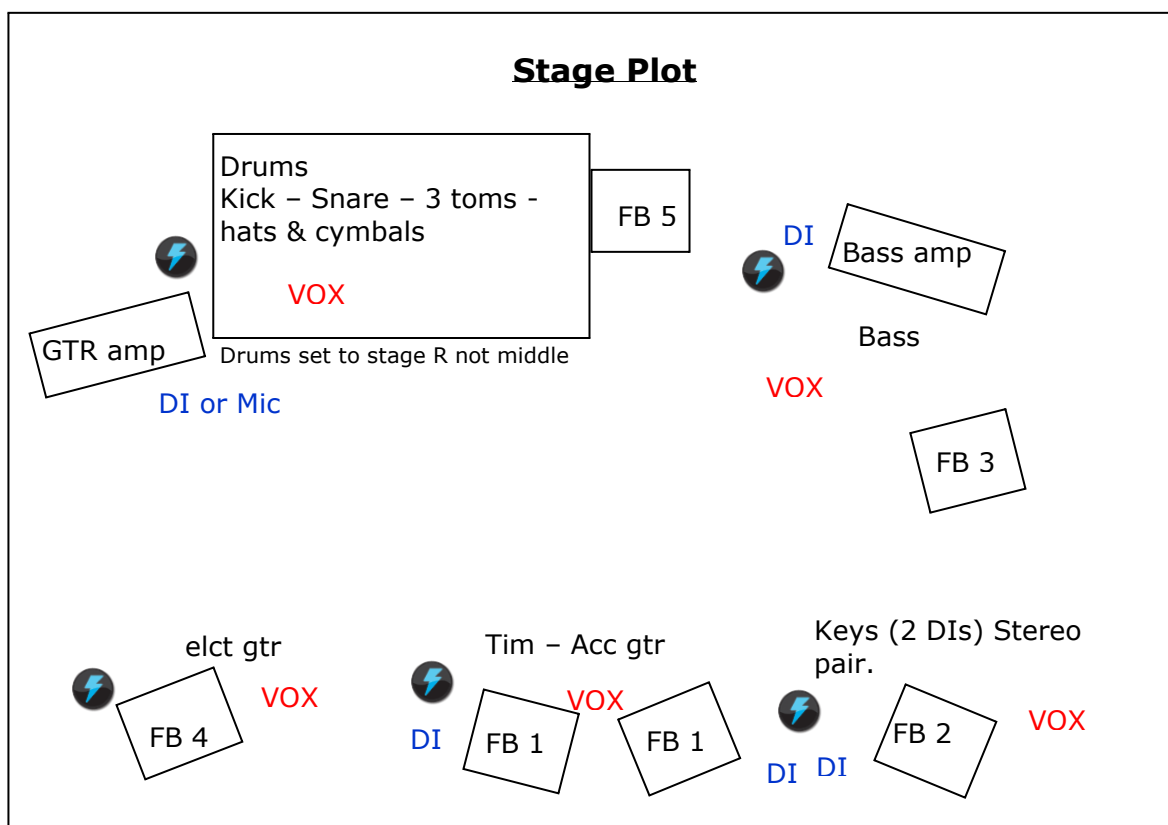 Stage Plot
Drums
Kick – Snare – 3 toms -
hats & cymbals
VOX
FB 5
DI
Bass amp
Bass
GTR amp
Drums set to stage R not middle
DI or Mic
VOX
FB 3
elct gtr
VOX
FB 4
Tim – Acc gtr
VOX
DI
FB 1
FB 1
Keys (2 DIs) Stereo
pair.
DI
DI
FB 2
VOX